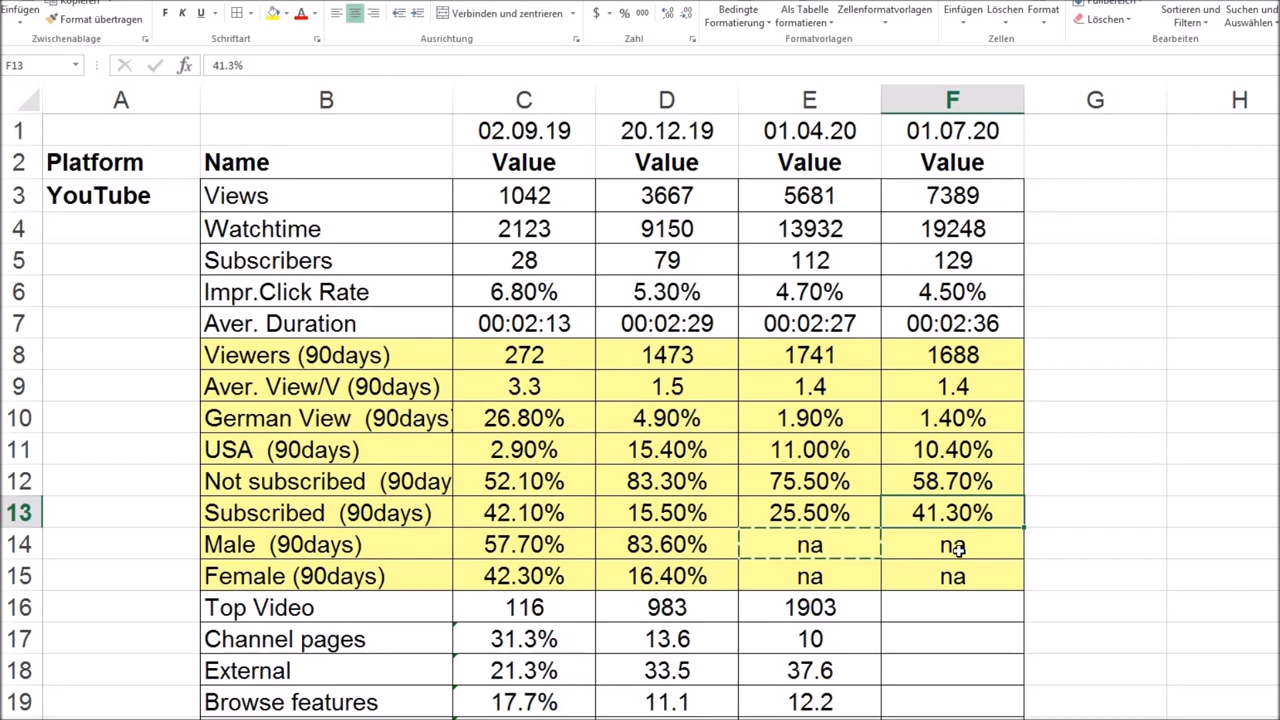 Einfügen Kopieren Format übertragen F K U Verbinden und zentrieren $ % 000 Bedingte Formatierung Als Tabelle formatieren Zellenformatvorlagen Einfügen Löschen Format Füllbereich Löschen Sortieren und Filtern Suchen und Auswählen
Zwischenablage Schriftart Ausrichtung Zahl Formatvorlagen Zellen Bearbeiten
F13 fx 41.3%
A B C D E F G H
1 02.09.19 20.12.19 01.04.20 01.07.20
2 Platform Name Value Value Value Value
3 YouTube Views 1042 3667 5681 7389
4 Watchtime 2123 9150 13932 19248
5 Subscribers 28 79 112 129
6 Impr.Click Rate 6.80% 5.30% 4.70% 4.50%
7 Aver. Duration 00:02:13 00:02:29 00:02:27 00:02:36
8 Viewers (90days) 272 1473 1741 1688
9 Aver. View/V (90days) 3.3 1.5 1.4 1.4
10 German View (90days) 26.80% 4.90% 1.90% 1.40%
11 USA (90days) 2.90% 15.40% 11.00% 10.40%
12 Not subscribed (90day 52.10% 83.30% 75.50% 58.70%
13 Subscribed (90days) 42.10% 15.50% 25.50% 41.30%
14 Male (90days) 57.70% 83.60% na na
15 Female (90days) 42.30% 16.40% na na
16 Top Video 116 983 1903
17 Channel pages 31.3% 13.6 10
18 External 21.3% 33.5 37.6
19 Browse features 17.7% 11.1 12.2